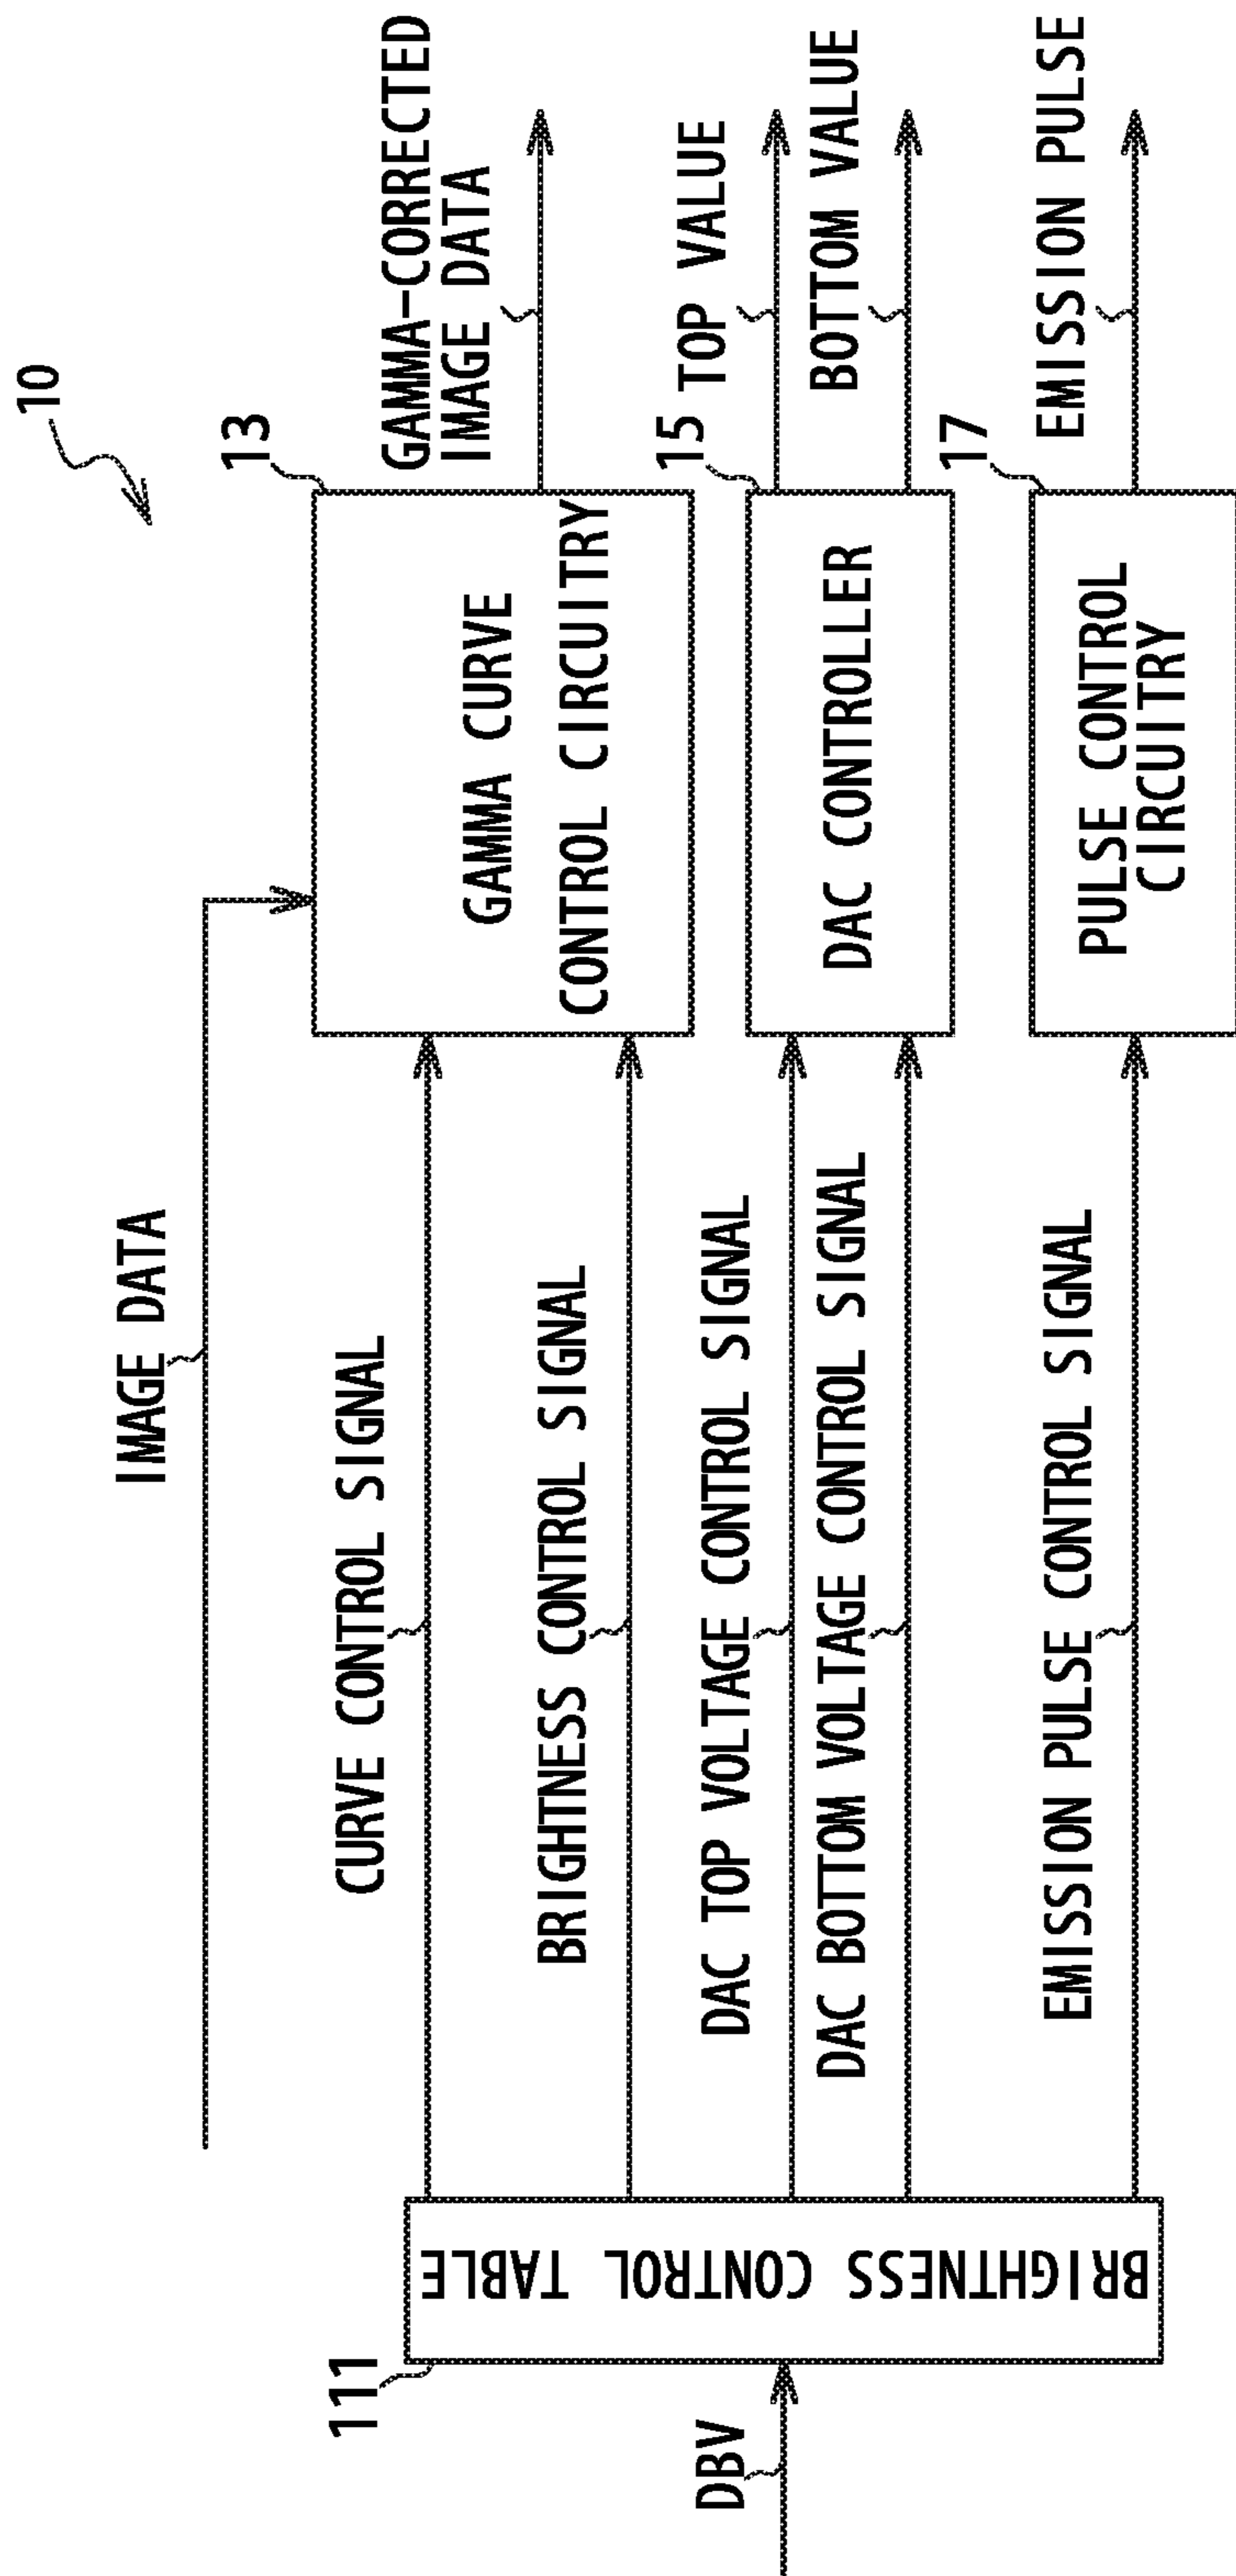 10
IMAGE DATA
111
DBV
BRIGHTNESS CONTROL TABLE
CURVE CONTROL SIGNAL
BRIGHTNESS CONTROL SIGNAL
DAC TOP VOLTAGE CONTROL SIGNAL
DAC BOTTOM VOLTAGE CONTROL SIGNAL
EMISSION PULSE CONTROL SIGNAL
13
GAMMA CURVE
CONTROL CIRCUITRY
15
DAC CONTROLLER
17
PULSE CONTROL
CIRCUITRY
GAMMA-CORRECTED
IMAGE DATA
TOP VALUE
BOTTOM VALUE
EMISSION PULSE